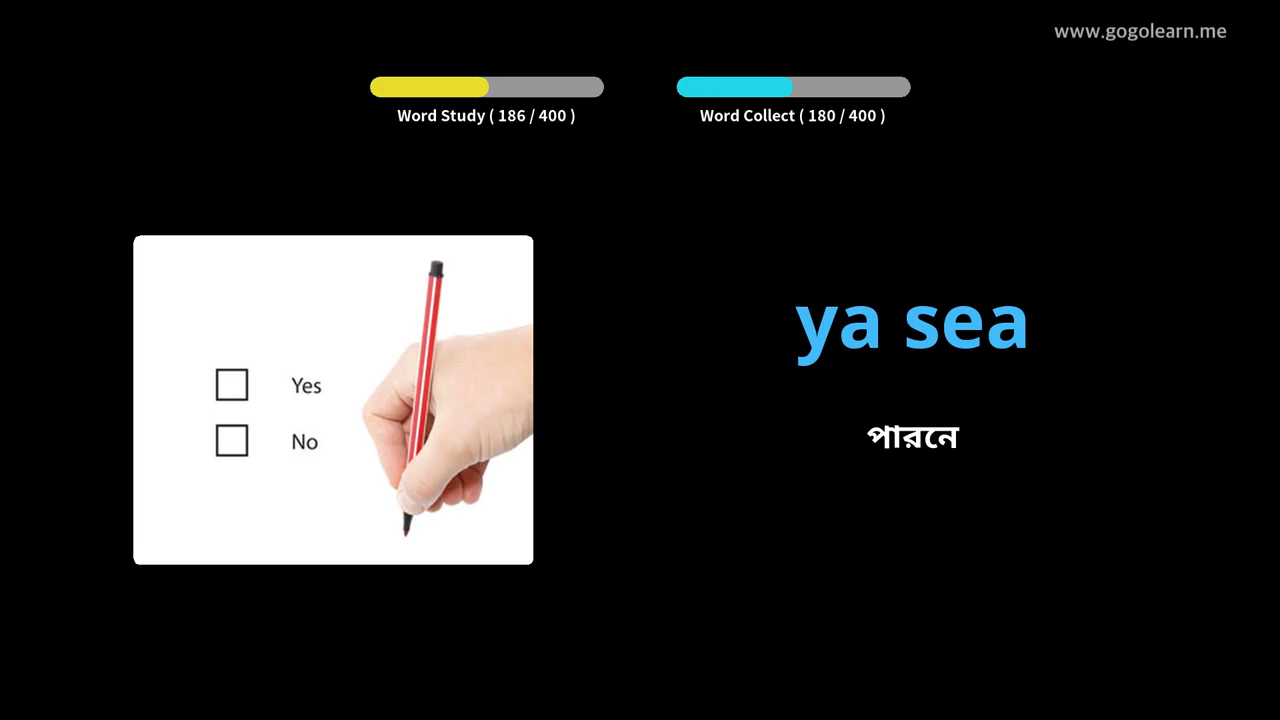 www.gogolearn.me
Word Study ( 186 / 400 )
Word Collect ( 180 / 400 )
Yes
No
ya sea
পারনে